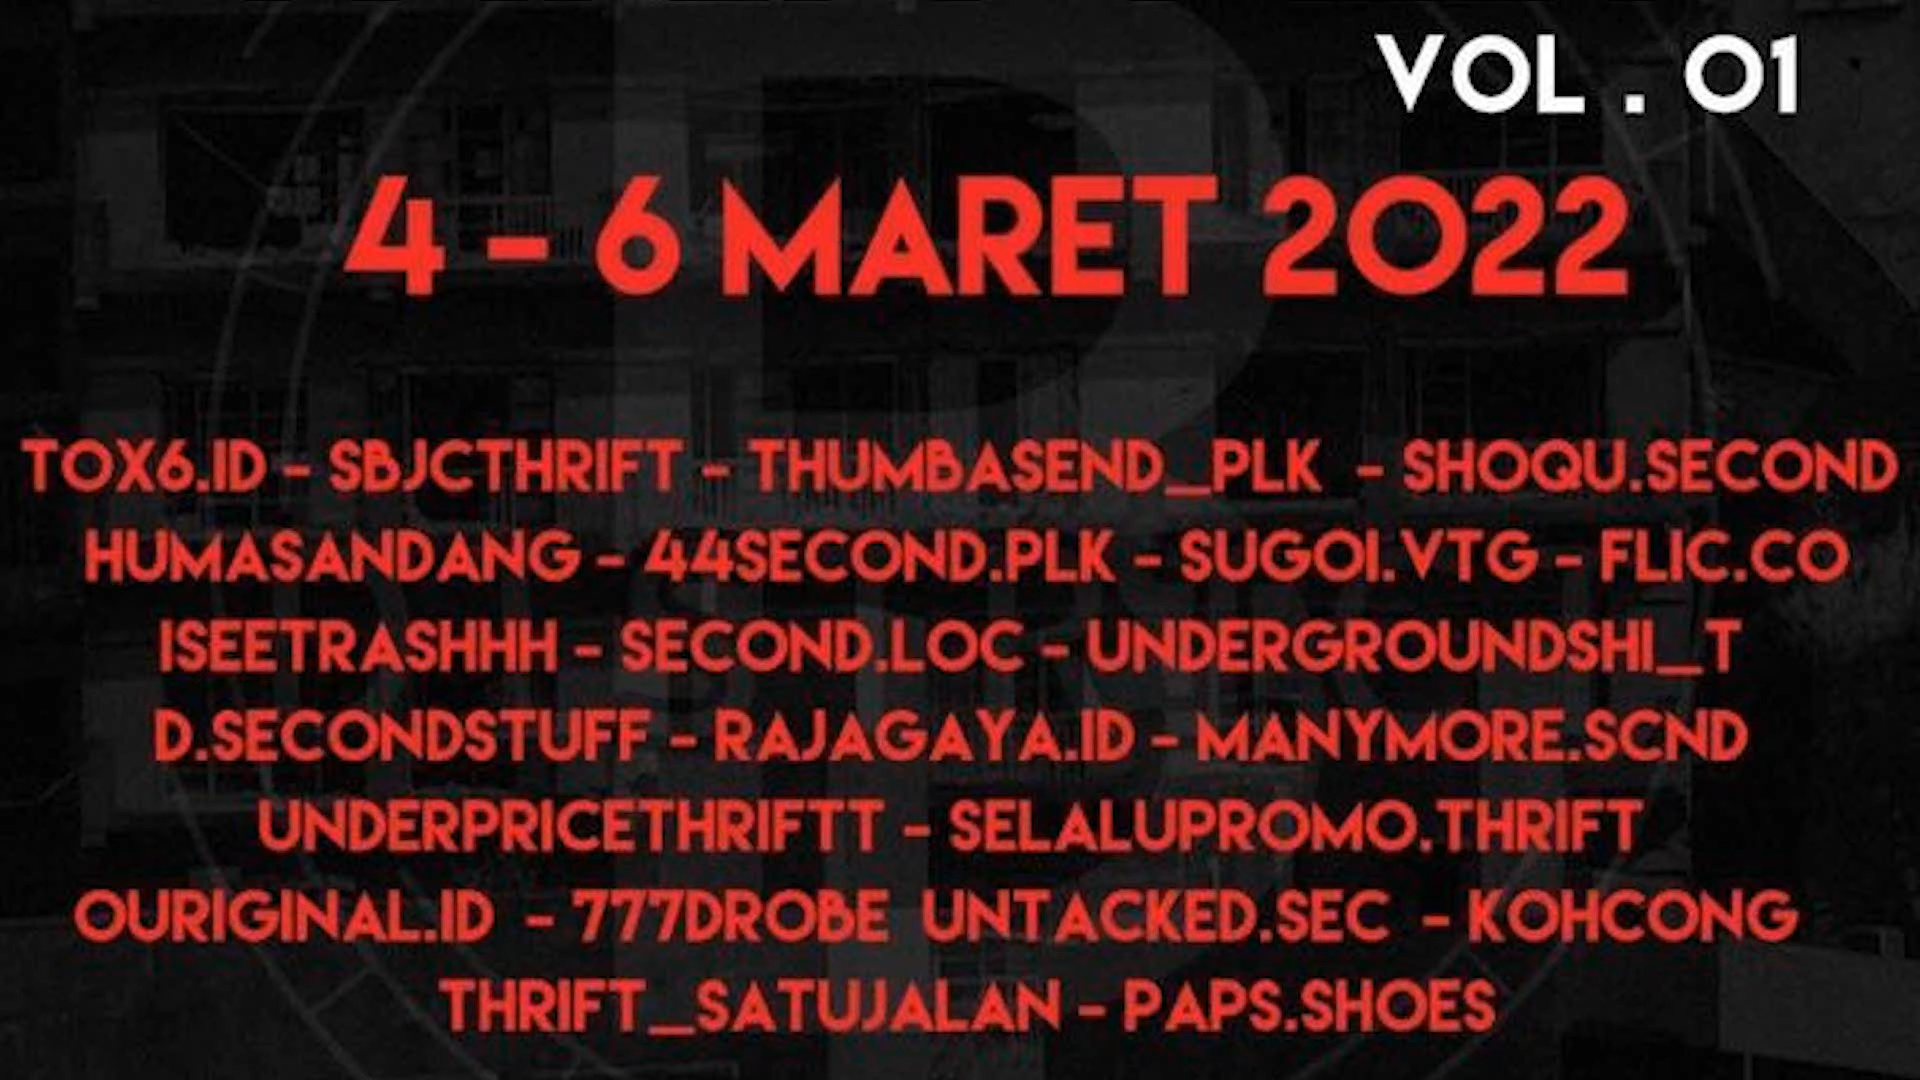 VOL . 01
4 - 6 MARET 2022
TOX6.ID - SBJCTHRIFT - THUMBASEND_PLK - SHOQU.SECOND
HUMASANDANG - 44SECOND.PLK - SUGOI.VTG - FLIC.CO
ISEETRASHHH - SECOND.LOC - UNDERGROUNDSHI_T
D.SECONDSTUFF - RAJAGAYA.ID - MANYMORE.SCND
UNDERPRICETHRIFTT - SELALUPROMO.THRIFT
OURIGINAL.ID - 777DROBE UNTACKED.SEC - KOHCONG
THRIFT_SATUJALAN - PAPS.SHOES